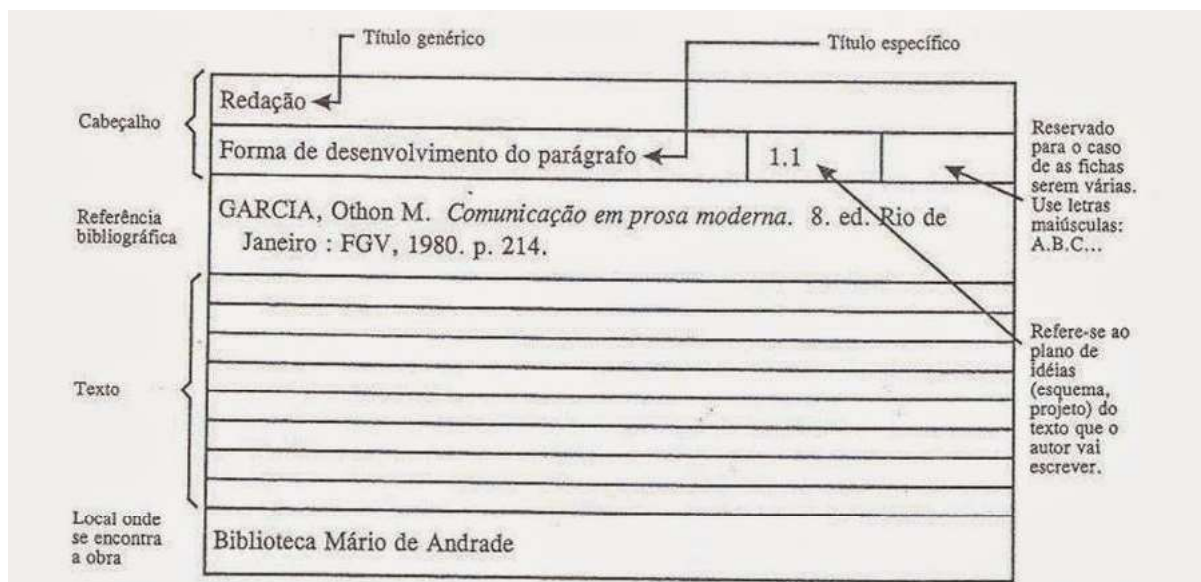 Título genérico
Título específico
Cabeçalho
Redação
Forma de desenvolvimento do parágrafo
1.1
Reservado
para o caso
de as fichas
serem várias.
Use letras
maiúsculas:
A.B.C...
Referência
bibliográfica
GARCIA, Othon M. Comunicação em prosa moderna. 8. ed. Rio de
Janeiro : FGV, 1980. p. 214.
Texto
Refere-se ao
plano de
idéias
(esquema,
projeto) do
texto que o
autor vai
escrever.
Local onde
se encontra
a obra
Biblioteca Mário de Andrade